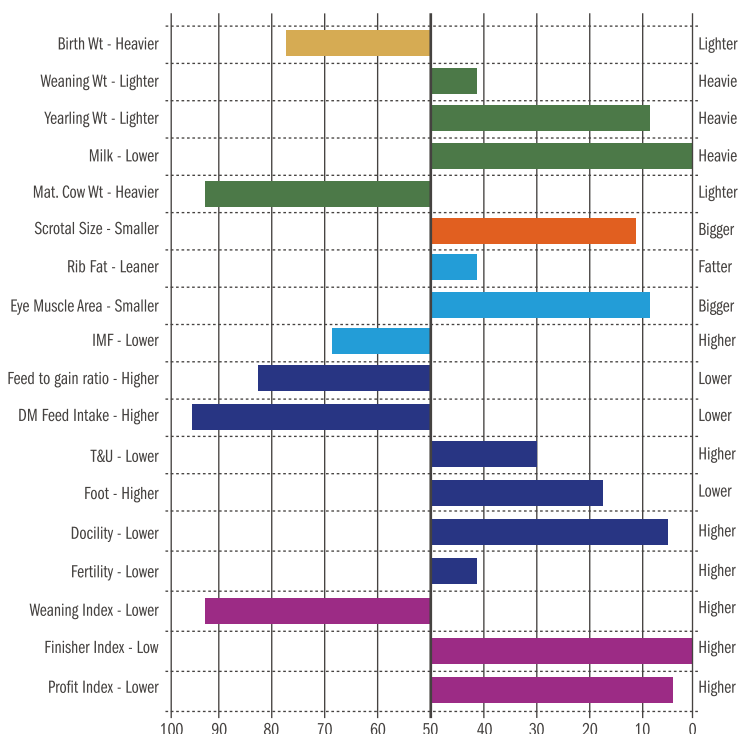 Birth Wt - Heavier Lighter
Weaning Wt - Lighter Heavie
Yearling Wt - Lighter Heavie
Milk - Lower Heavie
Mat. Cow Wt - Heavier Lighter
Scrotal Size - Smaller Bigger
Rib Fat - Leaner Fatter
Eye Muscle Area - Smaller Bigger
IMF - Lower Higher
Feed to gain ratio - Higher Lower
DM Feed Intake - Higher Lower
T&U - Lower Higher
Foot - Higher Lower
Docility - Lower Higher
Fertility - Lower Higher
Weaning Index - Lower Higher
Finisher Index - Low Higher
Profit Index - Lower Higher
100 90 80 70 60 50 40 30 20 10 0